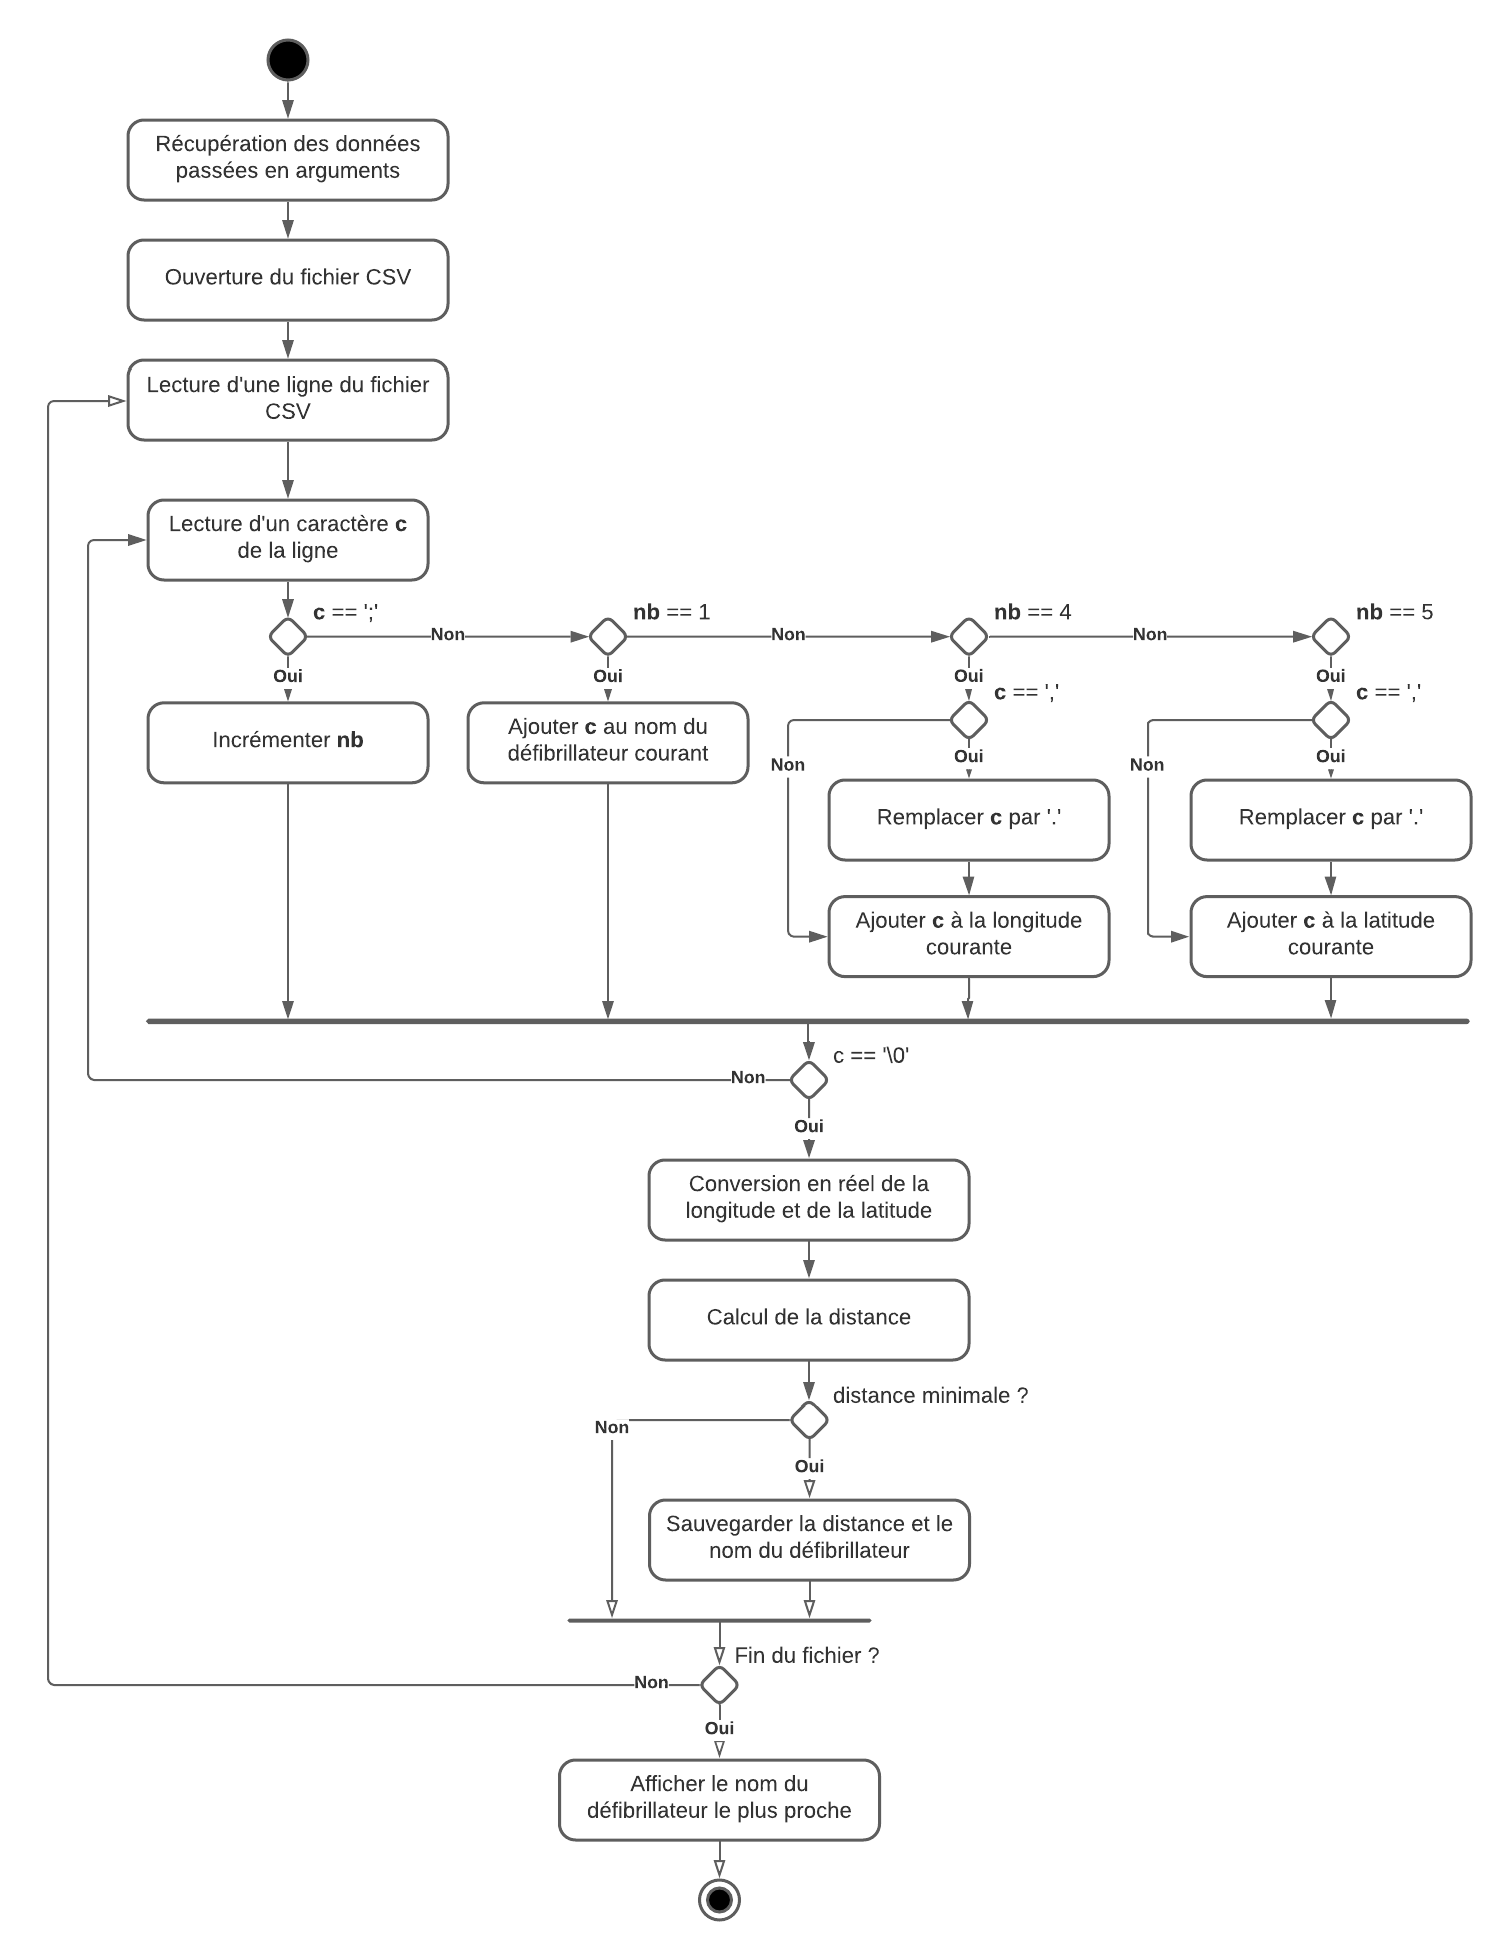 Récupération des données
passées en arguments
Ouverture du fichier CSV
Lecture d'une ligne du fichier
CSV
Lecture d'un caractère c
de la ligne
c == ';'
nb == 1
nb == 4
nb == 5
Non
Non
Non
Oui
Oui
Oui
Oui
c == ','
c == ','
Incrémenter nb
Ajouter c au nom du
défibrillateur courant
Non
Oui
Non
Oui
Remplacer c par '.'
Remplacer c par '.'
Ajouter c à la longitude
courante
Ajouter c à la latitude
courante
c == '\0'
Non
Oui
Conversion en réel de la
longitude et de la latitude
Calcul de la distance
distance minimale ?
Non
Oui
Sauvegarder la distance et le
nom du défibrillateur
Fin du fichier ?
Non
Oui
Afficher le nom du
défibrillateur le plus proche